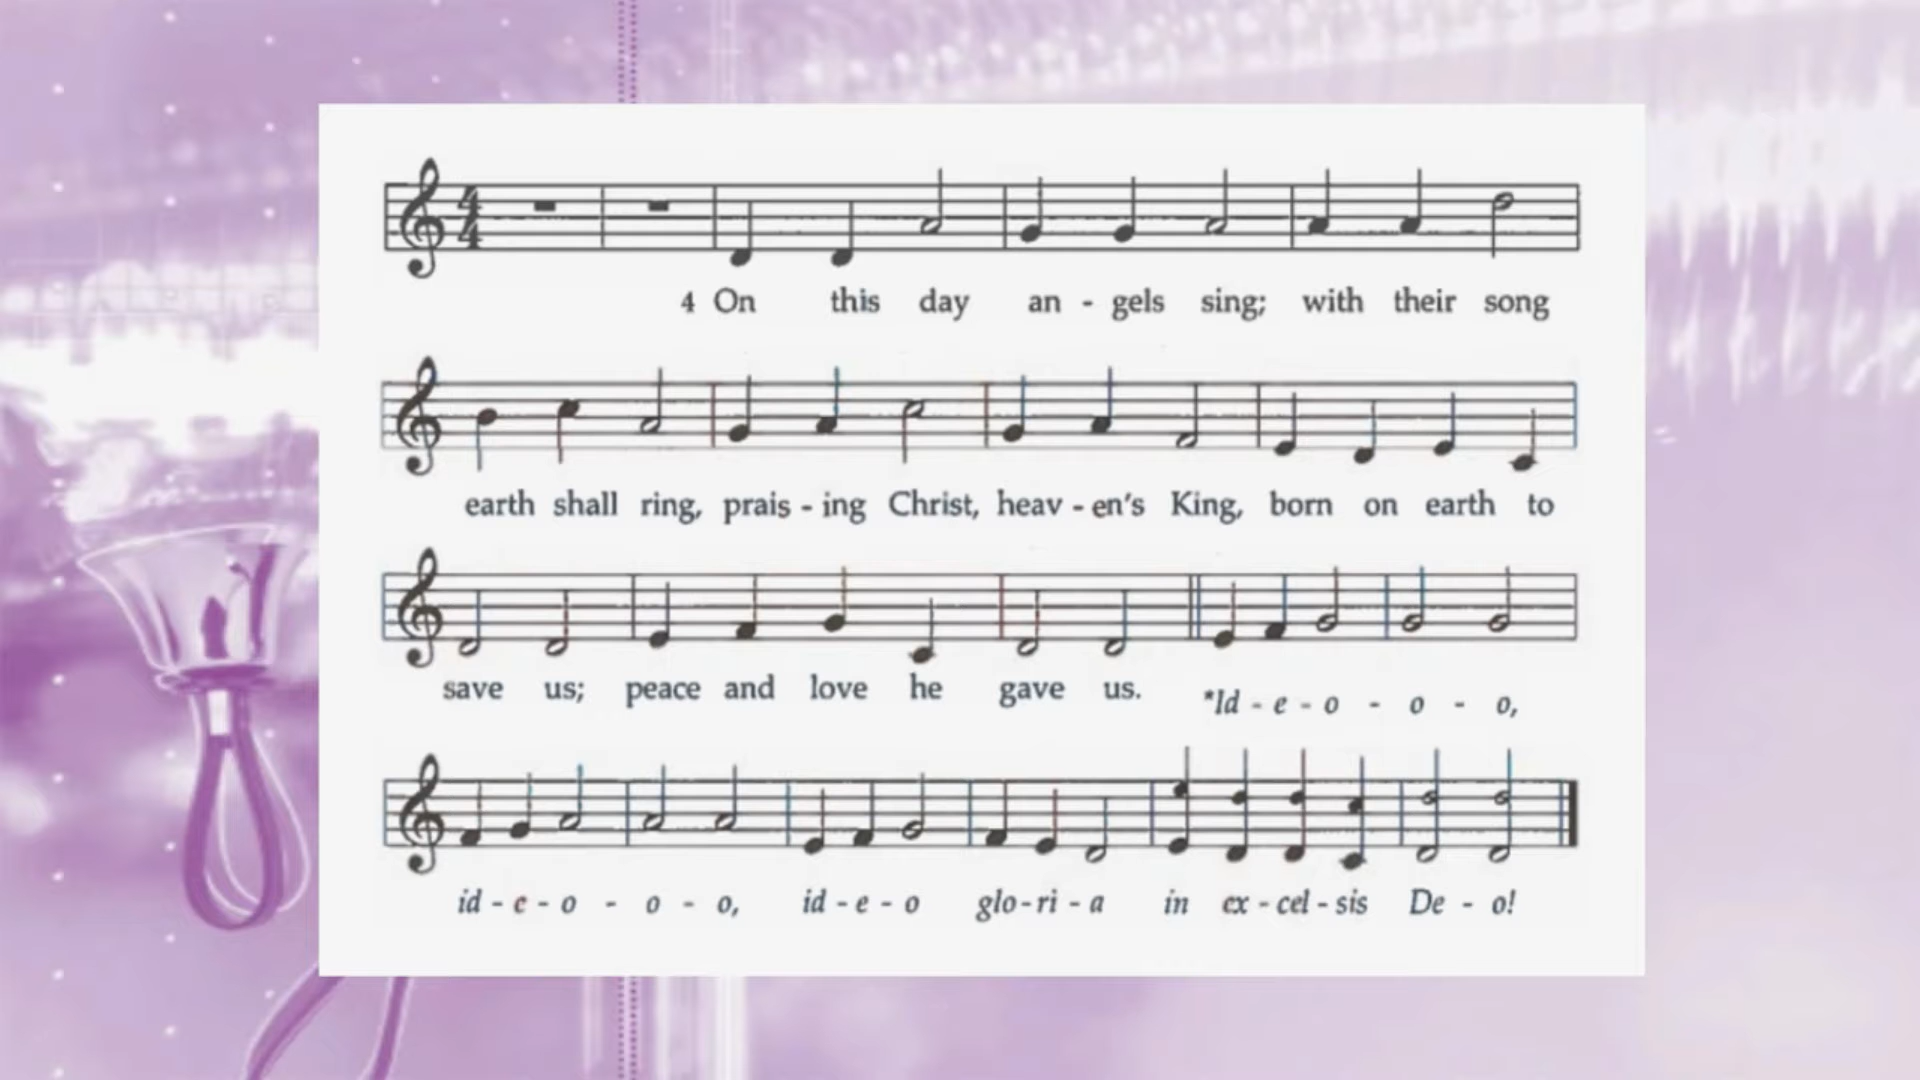 4 On this day an - gels sing; with their song
earth shall ring, prais - ing Christ, heav - en's King, born on earth to
save us; peace and love he gave us. *Id - e - o - o - o,
id - e - o - o - o, id - e - o glo - ri - a in ex - cel - sis De - o!